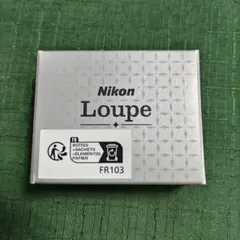 Nikon
Loupe
FR
BOÎTES
+SACHETS
+ÉLÉMENTS
PAPIER
FR103